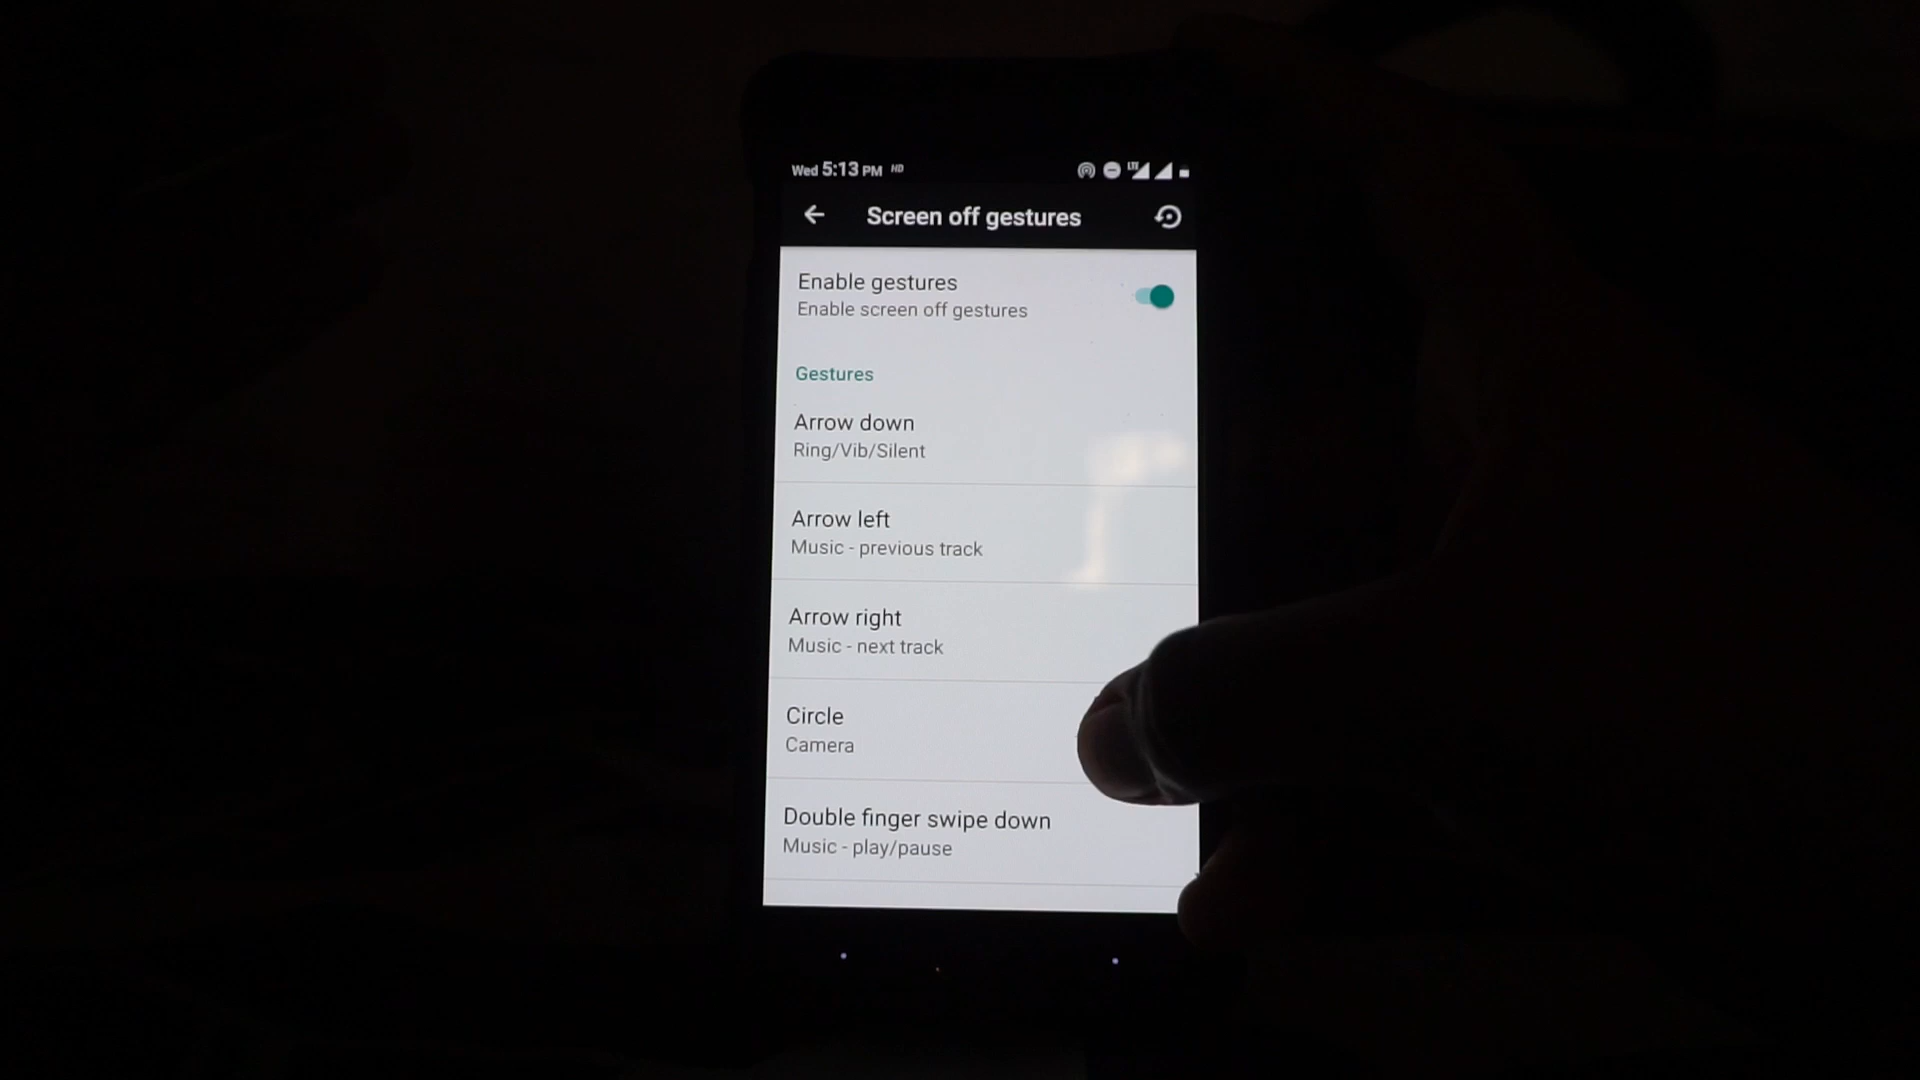 Wed 5:13 PM HD
LTE
Screen off gestures
Enable gestures
Enable screen off gestures
Gestures
Arrow down
Ring/Vib/Silent
Arrow left
Music - previous track
Arrow right
Music - next track
Circle
Camera
Double finger swipe down
Music - play/pause